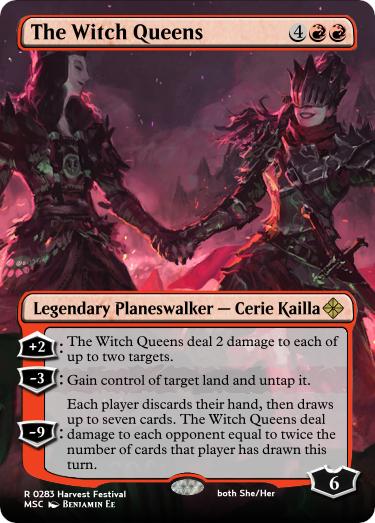 The Witch Queens 4
Legendary Planeswalker — Cerie Kailla
+2: The Witch Queens deal 2 damage to each of
up to two targets.
-3: Gain control of target land and untap it.
Each player discards their hand, then draws
up to seven cards. The Witch Queens deal
-9: damage to each opponent equal to twice the
number of cards that player has drawn this
turn.
6
R 0283 Harvest Festival both She/Her
MSC Benjamin Ee